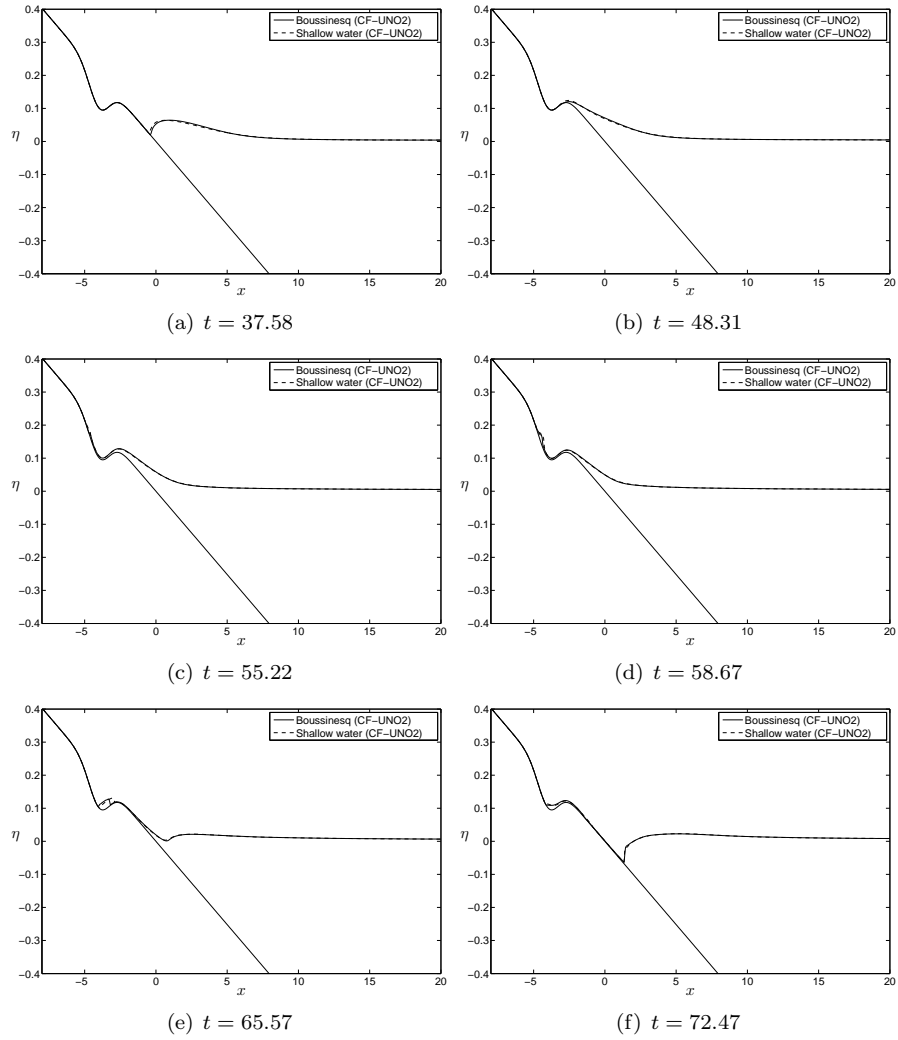 Boussinesq (CF−UNO2)
Shallow water (CF−UNO2)
0.4
0.3
0.2
0.1
0
−0.1
−0.2
−0.3
−0.4
η
−5 0 5 10 15 20
x
(a) t = 37.58
Boussinesq (CF−UNO2)
Shallow water (CF−UNO2)
0.4
0.3
0.2
0.1
0
−0.1
−0.2
−0.3
−0.4
η
−5 0 5 10 15 20
x
(b) t = 48.31
Boussinesq (CF−UNO2)
Shallow water (CF−UNO2)
0.4
0.3
0.2
0.1
0
−0.1
−0.2
−0.3
−0.4
η
−5 0 5 10 15 20
x
(c) t = 55.22
Boussinesq (CF−UNO2)
Shallow water (CF−UNO2)
0.4
0.3
0.2
0.1
0
−0.1
−0.2
−0.3
−0.4
η
−5 0 5 10 15 20
x
(d) t = 58.67
Boussinesq (CF−UNO2)
Shallow water (CF−UNO2)
0.4
0.3
0.2
0.1
0
−0.1
−0.2
−0.3
−0.4
η
−5 0 5 10 15 20
x
(e) t = 65.57
Boussinesq (CF−UNO2)
Shallow water (CF−UNO2)
0.4
0.3
0.2
0.1
0
−0.1
−0.2
−0.3
−0.4
η
−5 0 5 10 15 20
x
(f) t = 72.47